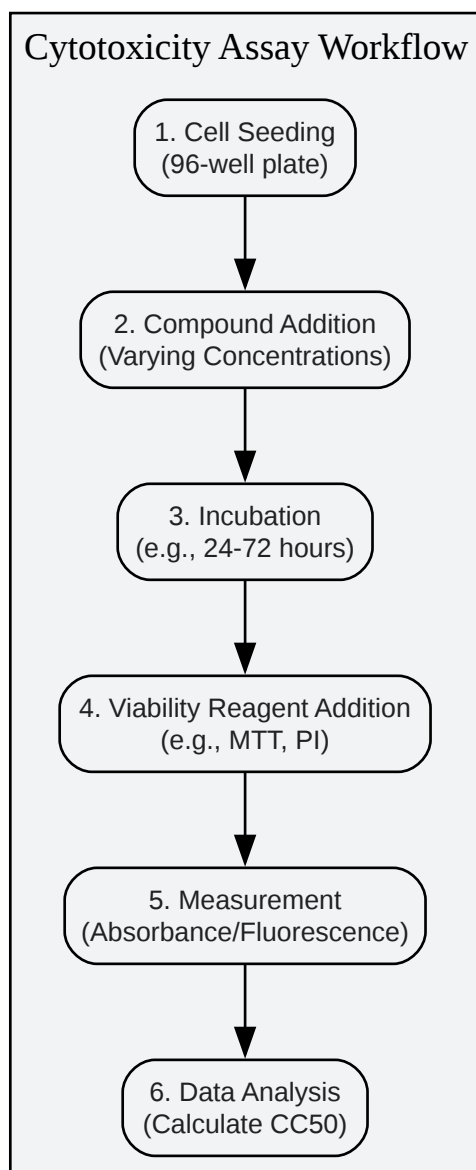 Cytotoxicity Assay Workflow
1. Cell Seeding
(96-well plate)
2. Compound Addition
(Varying Concentrations)
3. Incubation
(e.g., 24-72 hours)
4. Viability Reagent Addition
(e.g., MTT, PI)
5. Measurement
(Absorbance/Fluorescence)
6. Data Analysis
(Calculate CC50)